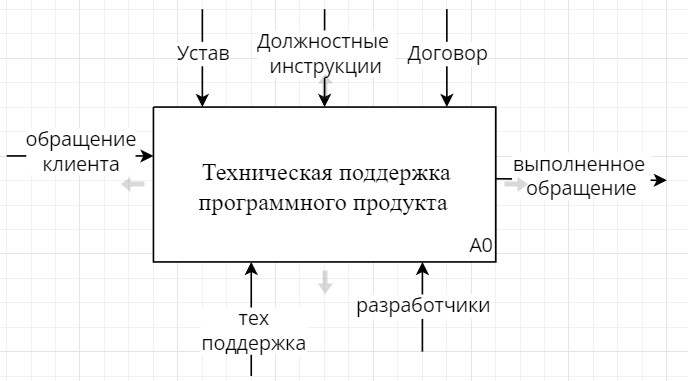 Устав
Должностные
инструкции
Договор
обращение
клиента
Техническая поддержка
программного продукта
выполненное
обращение
A0
тех
поддержка
разработчики